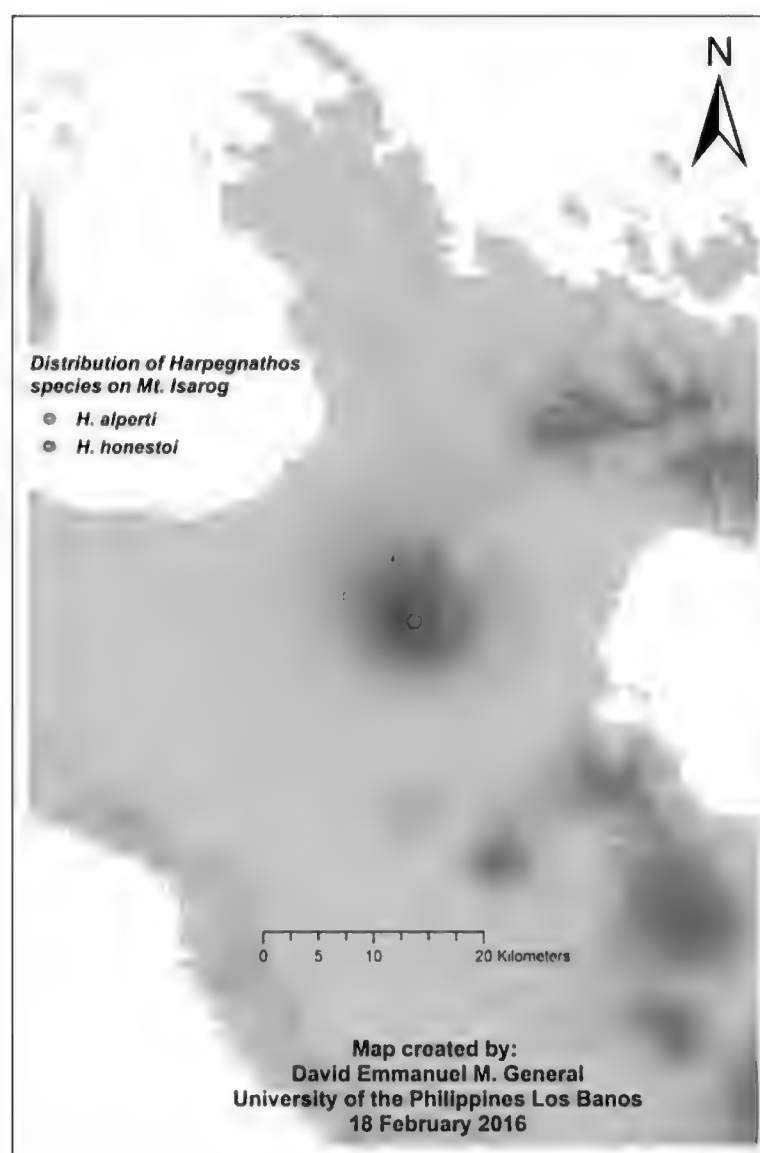 N
Distribution of Harpegnathos
species on Mt. Isarog
H. alperti
H. honestoi
0 5 10 20 Kilometers
Map created by:
David Emmanuel M. General
University of the Philippines Los Banos
18 February 2016